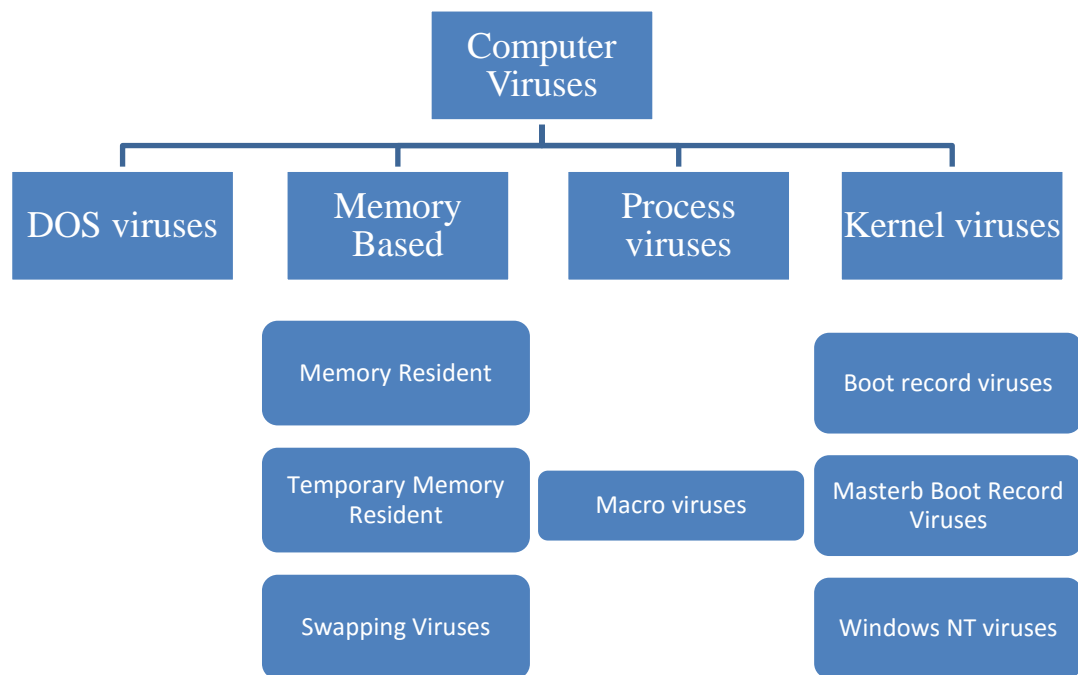 Computer
Viruses
DOS viruses
Memory
Based
Process
viruses
Kernel viruses
Memory Resident
Temporary Memory
Resident
Swapping Viruses
Macro viruses
Boot record viruses
Masterb Boot Record
Viruses
Windows NT viruses